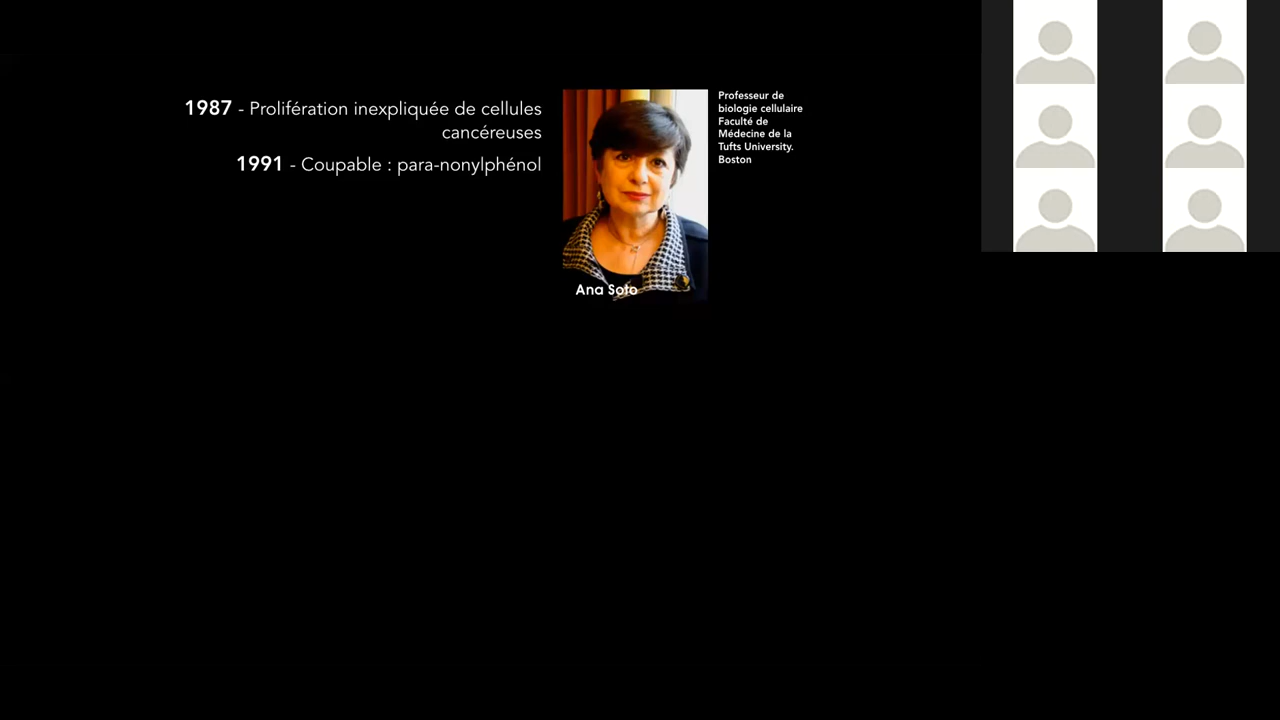 1987 - Prolifération inexpliquée de cellules
cancéreuses
1991 - Coupable : para-nonylphénol
Ana Soto
Professeur de
biologie cellulaire
Faculté de
Médecine de la
Tufts University.
Boston